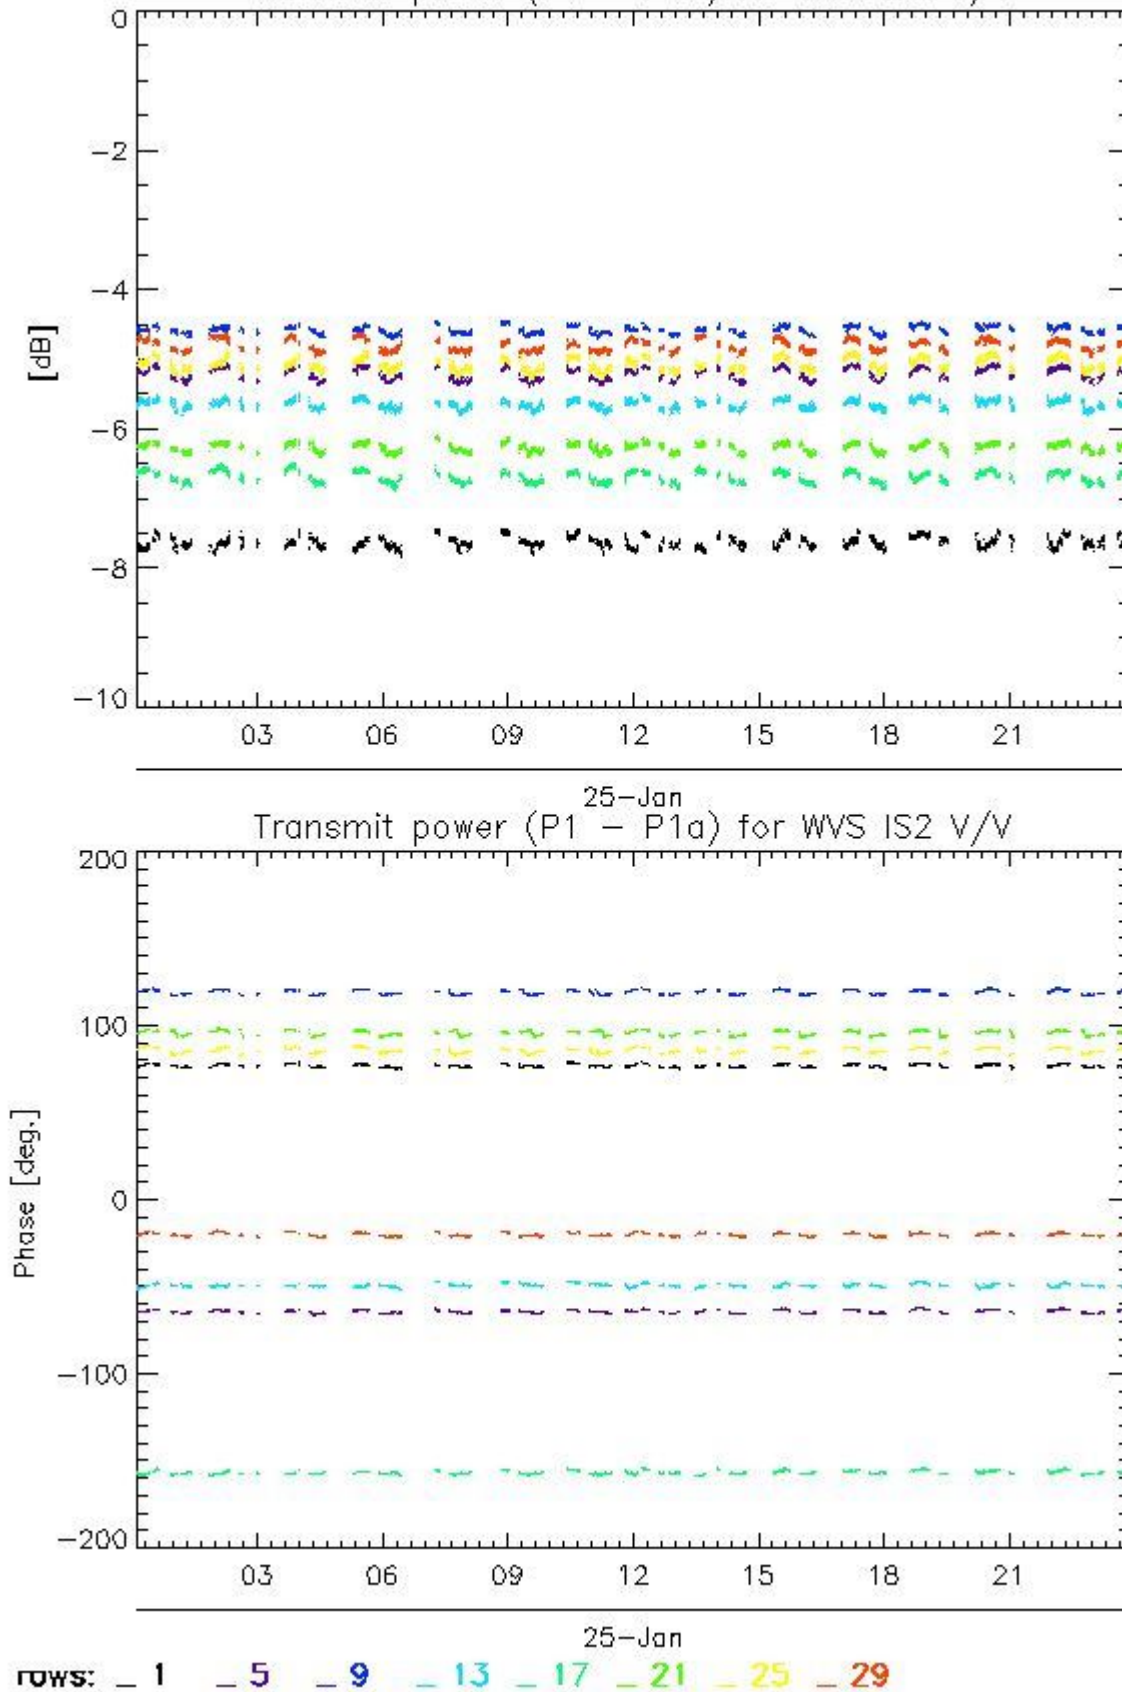 0
−2
−4
[dB]
−6
−8
−10
03 06 09 12 15 18 21
25−Jan
Transmit power (P1 − P1a) for WVS IS2 V/V
200
100
Phase [deg.]
0
−100
−200
03 06 09 12 15 18 21
25−Jan
rows: _ 1 _ 5 _ 9 _ 13 _ 17 _ 21 _ 25 _ 29